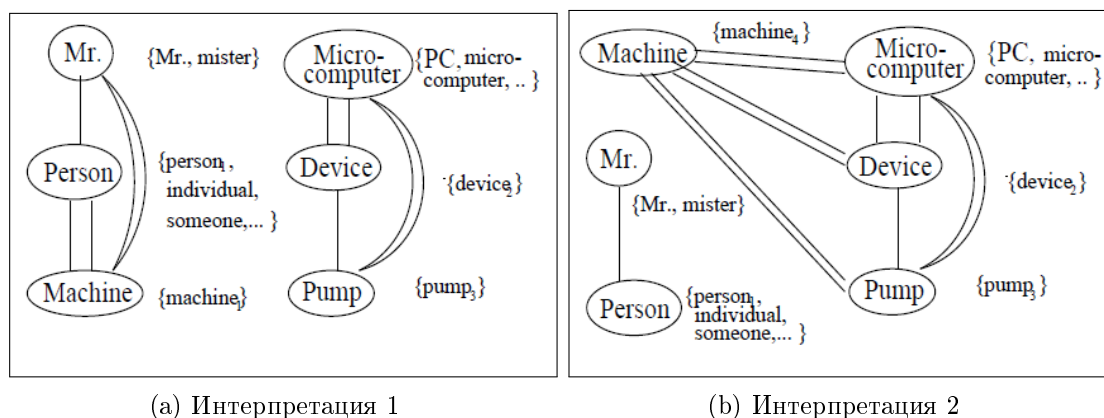 Mr.
{Mr., mister}
Person
{person₁,
individual,
someone,... }
Machine
{machine₁}
Micro-
computer
{PC, micro-
computer, .. }
Device
{device₂}
Pump
{pump₃}
(a) Интерпретация 1
Machine
{machine₄}
Micro-
computer
{PC, micro-
computer, .. }
Mr.
{Mr., mister}
Device
{device₂}
Person
{person₁,
individual,
someone,... }
Pump
{pump₃}
(b) Интерпретация 2